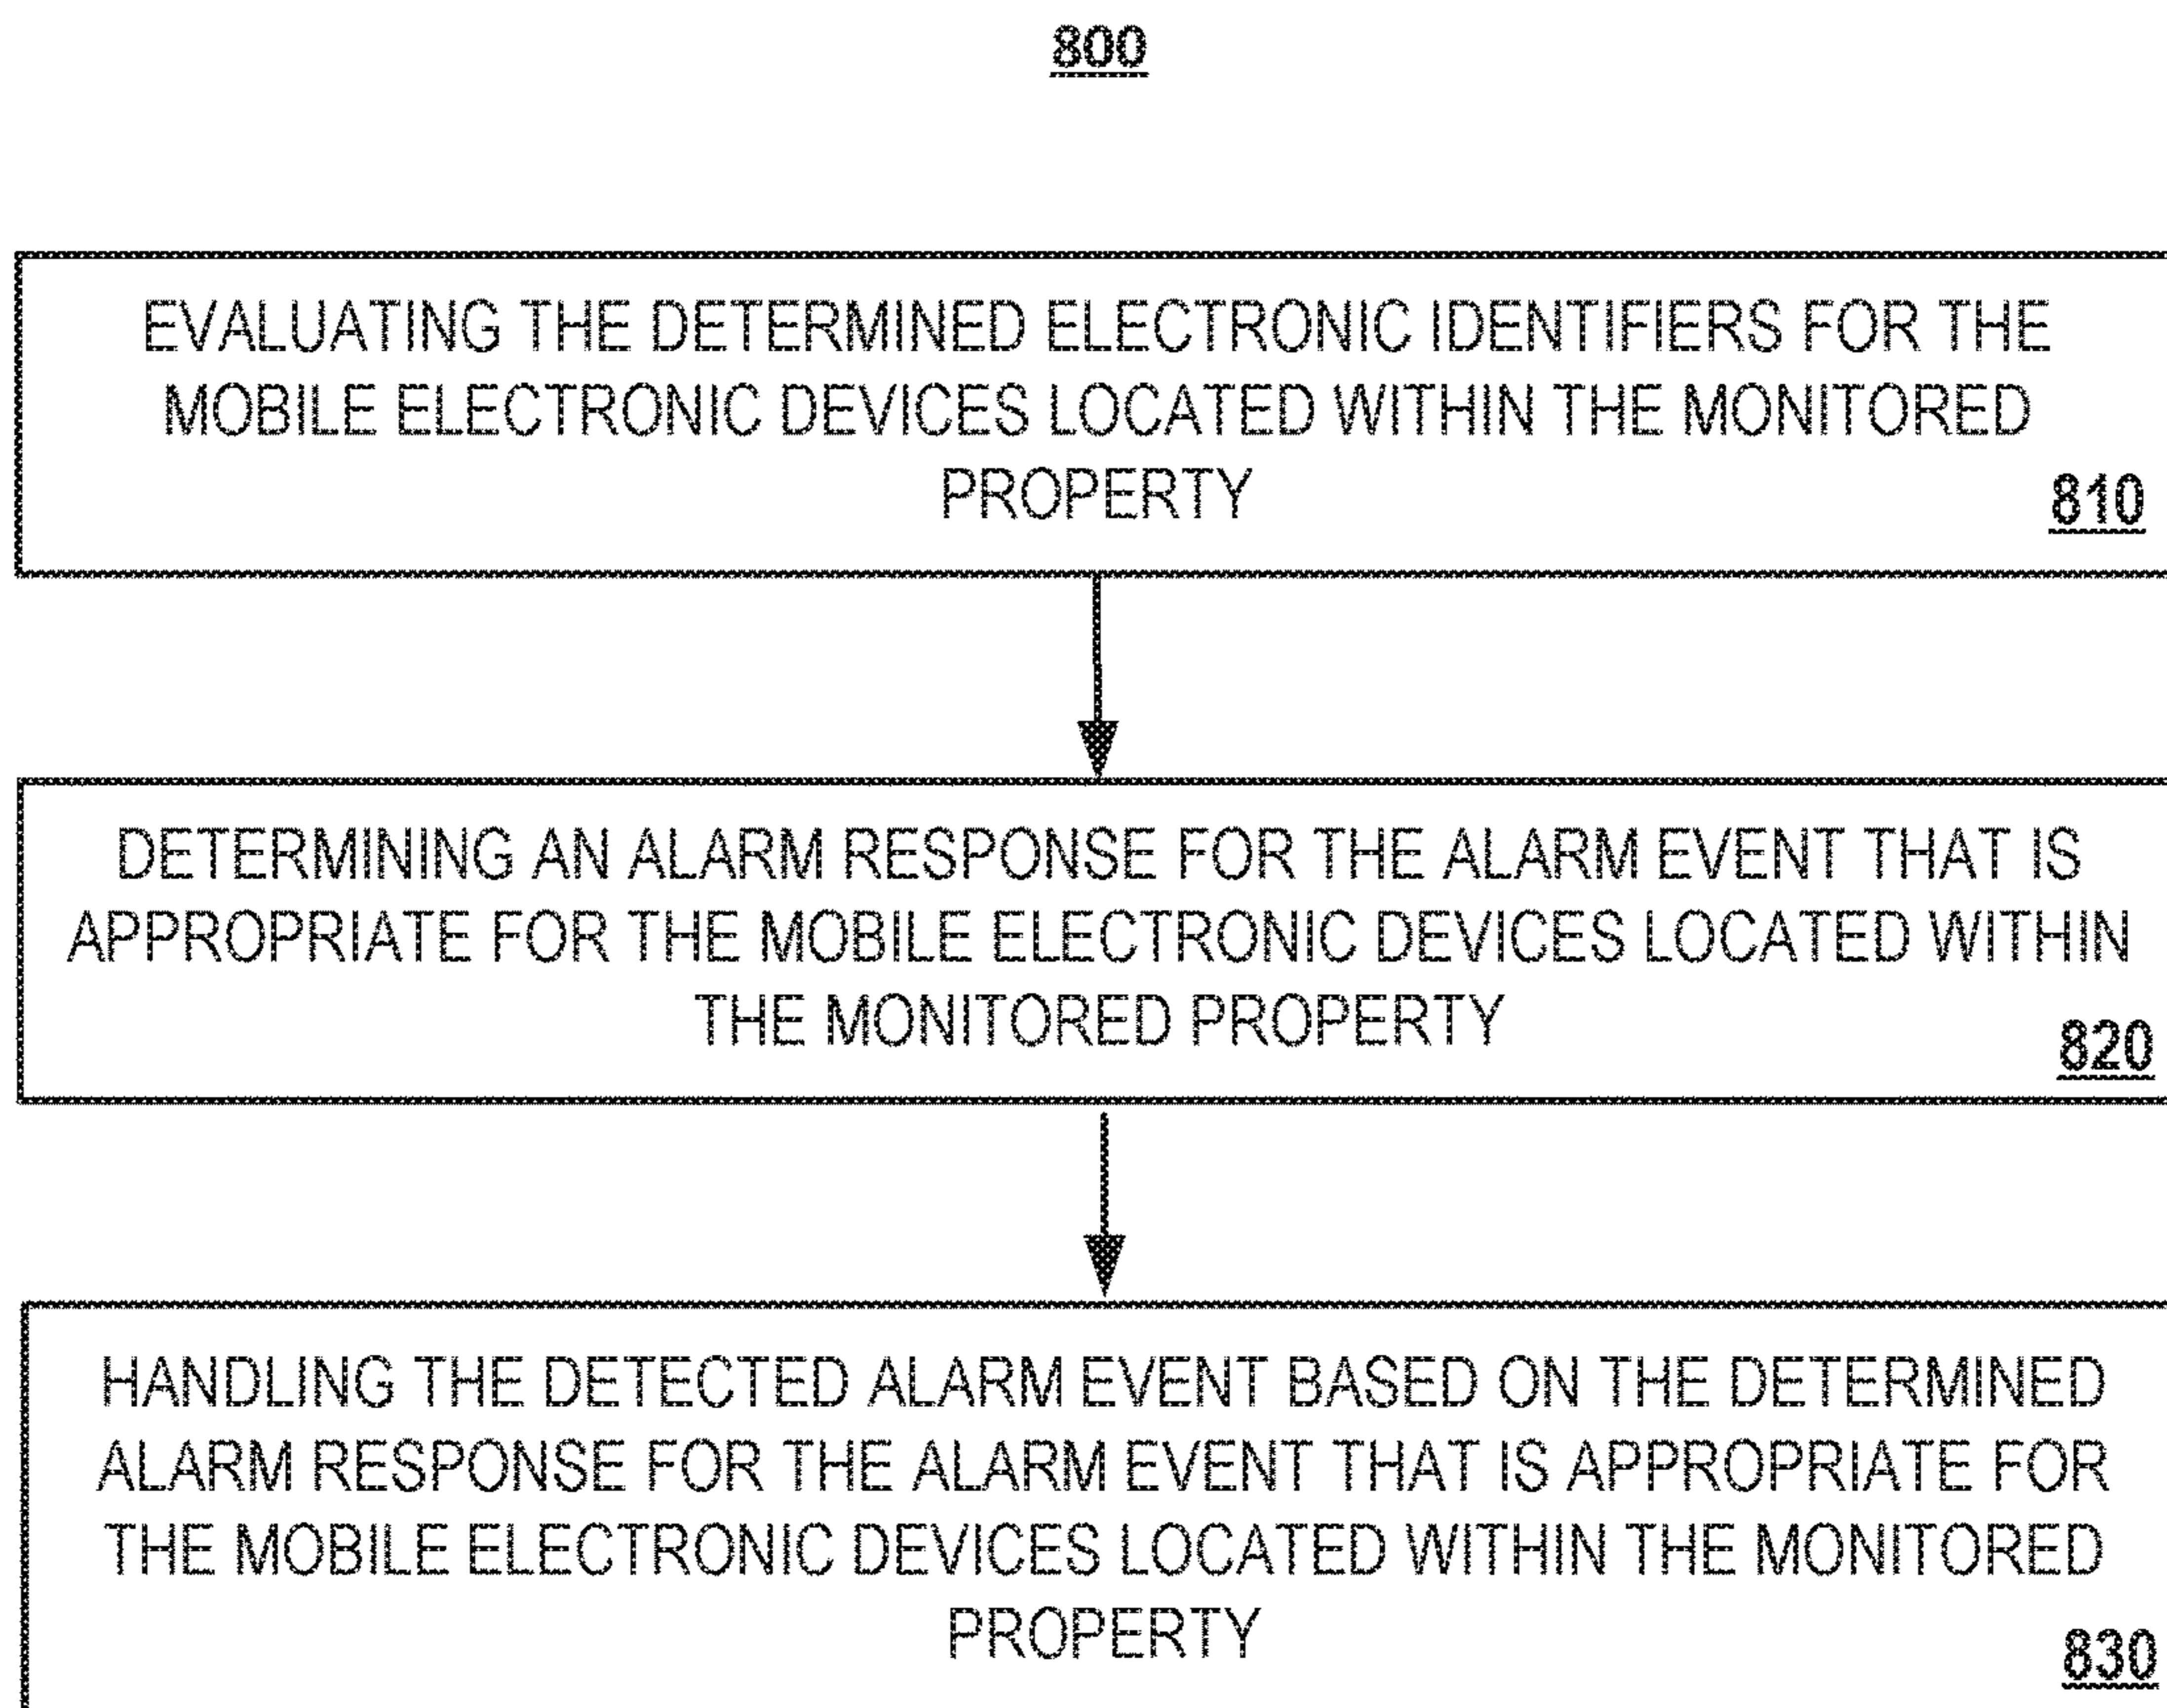 800
EVALUATING THE DETERMINED ELECTRONIC IDENTIFIERS FOR THE
MOBILE ELECTRONIC DEVICES LOCATED WITHIN THE MONITORED
PROPERTY
810
DETERMINING AN ALARM RESPONSE FOR THE ALARM EVENT THAT IS
APPROPRIATE FOR THE MOBILE ELECTRONIC DEVICES LOCATED WITHIN
THE MONITORED PROPERTY
820
HANDLING THE DETECTED ALARM EVENT BASED ON THE DETERMINED
ALARM RESPONSE FOR THE ALARM EVENT THAT IS APPROPRIATE FOR
THE MOBILE ELECTRONIC DEVICES LOCATED WITHIN THE MONITORED
PROPERTY
830